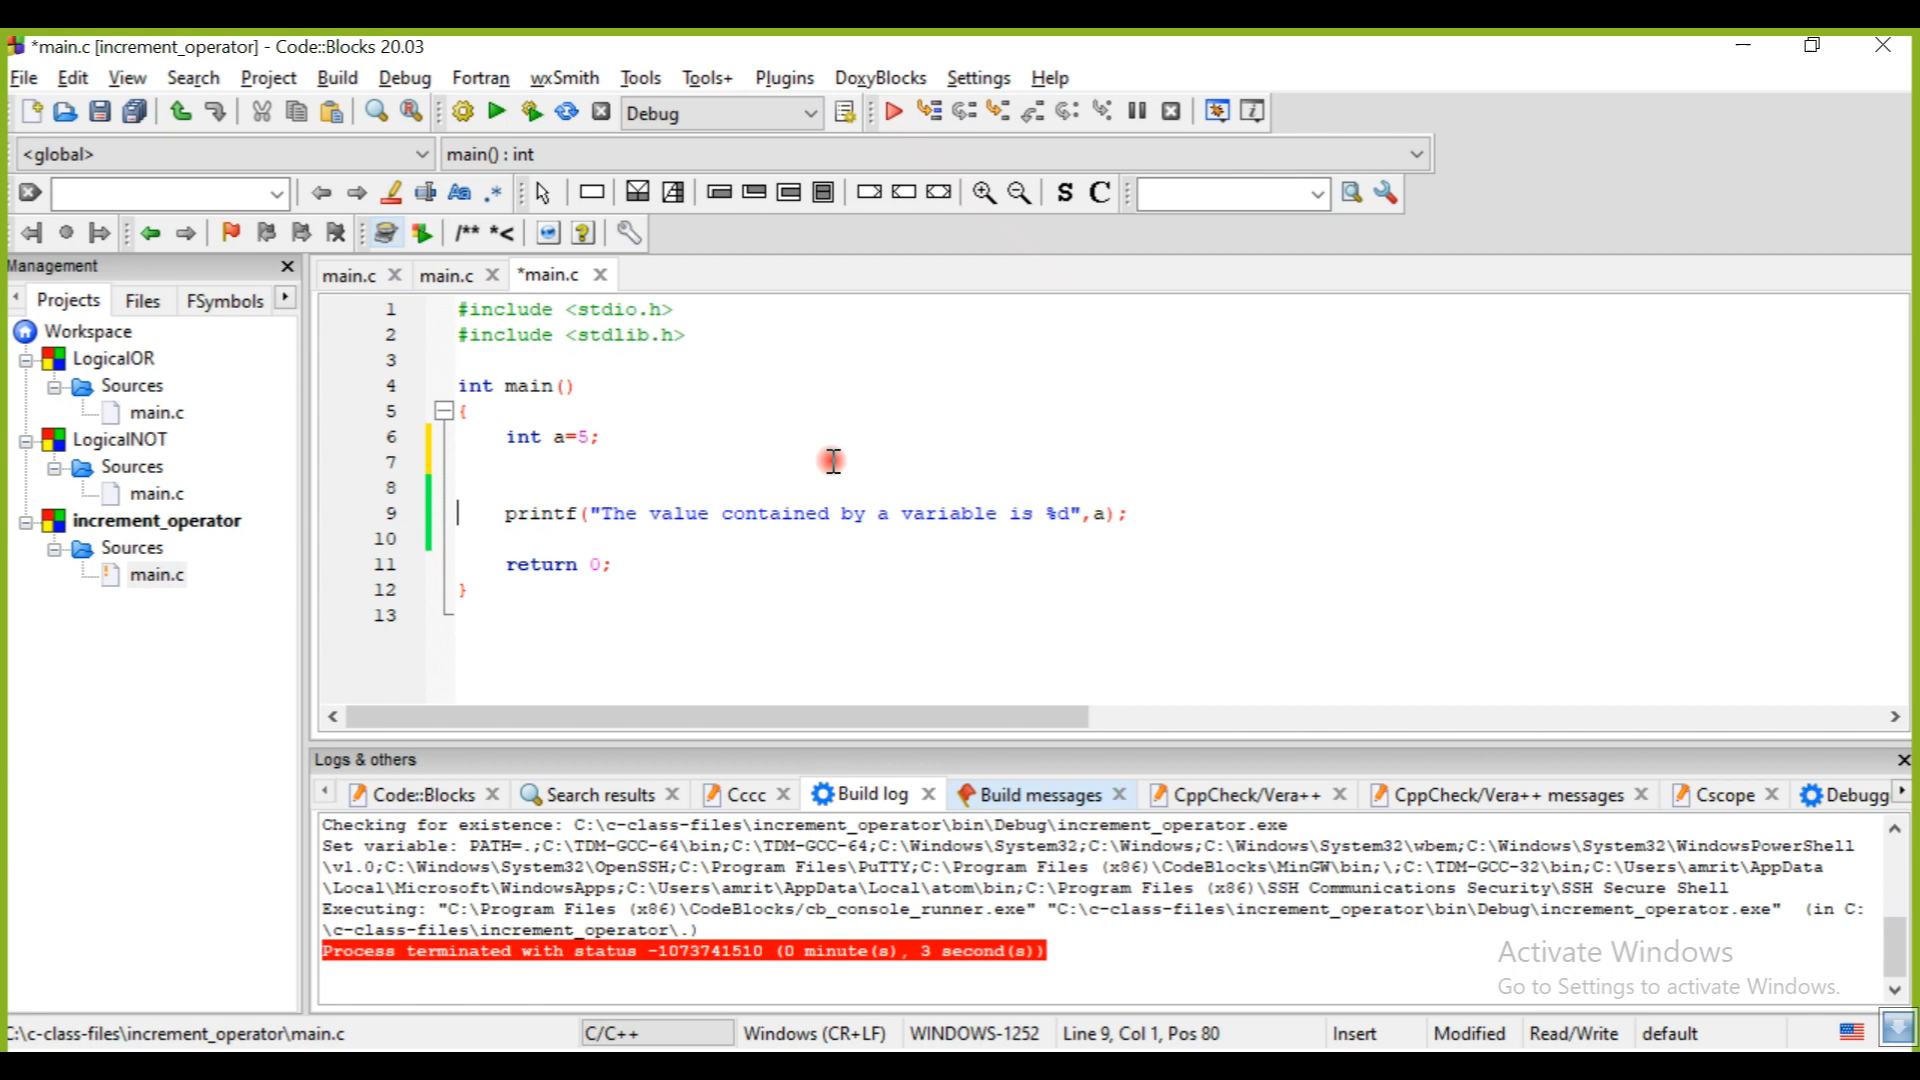 *main.c [increment_operator] - Code::Blocks 20.03
File Edit View Search Project Build Debug Fortran wxSmith Tools Tools+ Plugins DoxyBlocks Settings Help
Debug
<global> main() : int
S C
/** *<
Management
Projects Files FSymbols
Workspace
LogicalOR
Sources
main.c
LogicalNOT
Sources
main.c
increment_operator
Sources
main.c
main.c main.c *main.c
1 #include <stdio.h>
2 #include <stdlib.h>
3
4 int main()
5 {
6 int a=5;
7
8
9 printf("The value contained by a variable is %d",a);
10
11 return 0;
12 }
13
Logs & others
Code::Blocks Search results Cccc Build log Build messages CppCheck/Vera++ CppCheck/Vera++ messages Cscope Debugg
Checking for existence: C:\c-class-files\increment_operator\bin\Debug\increment_operator.exe
Set variable: PATH=.;C:\TDM-GCC-64\bin;C:\TDM-GCC-64;C:\Windows\System32;C:\Windows;C:\Windows\System32\wbem;C:\Windows\System32\WindowsPowerShell
\v1.0;C:\Windows\System32\OpenSSH;C:\Program Files\PuTTY;C:\Program Files (x86)\CodeBlocks\MinGW\bin;\;C:\TDM-GCC-32\bin;C:\Users\amrit\AppData
\Local\Microsoft\WindowsApps;C:\Users\amrit\AppData\Local\atom\bin;C:\Program Files (x86)\SSH Communications Security\SSH Secure Shell
Executing: "C:\Program Files (x86)\CodeBlocks/cb_console_runner.exe" "C:\c-class-files\increment_operator\bin\Debug\increment_operator.exe" (in C:
\c-class-files\increment_operator\.)
Process terminated with status -1073741510 (0 minute(s), 3 second(s))
Activate Windows
Go to Settings to activate Windows.
:\c-class-files\increment_operator\main.c C/C++ Windows (CR+LF) WINDOWS-1252 Line 9, Col 1, Pos 80 Insert Modified Read/Write default